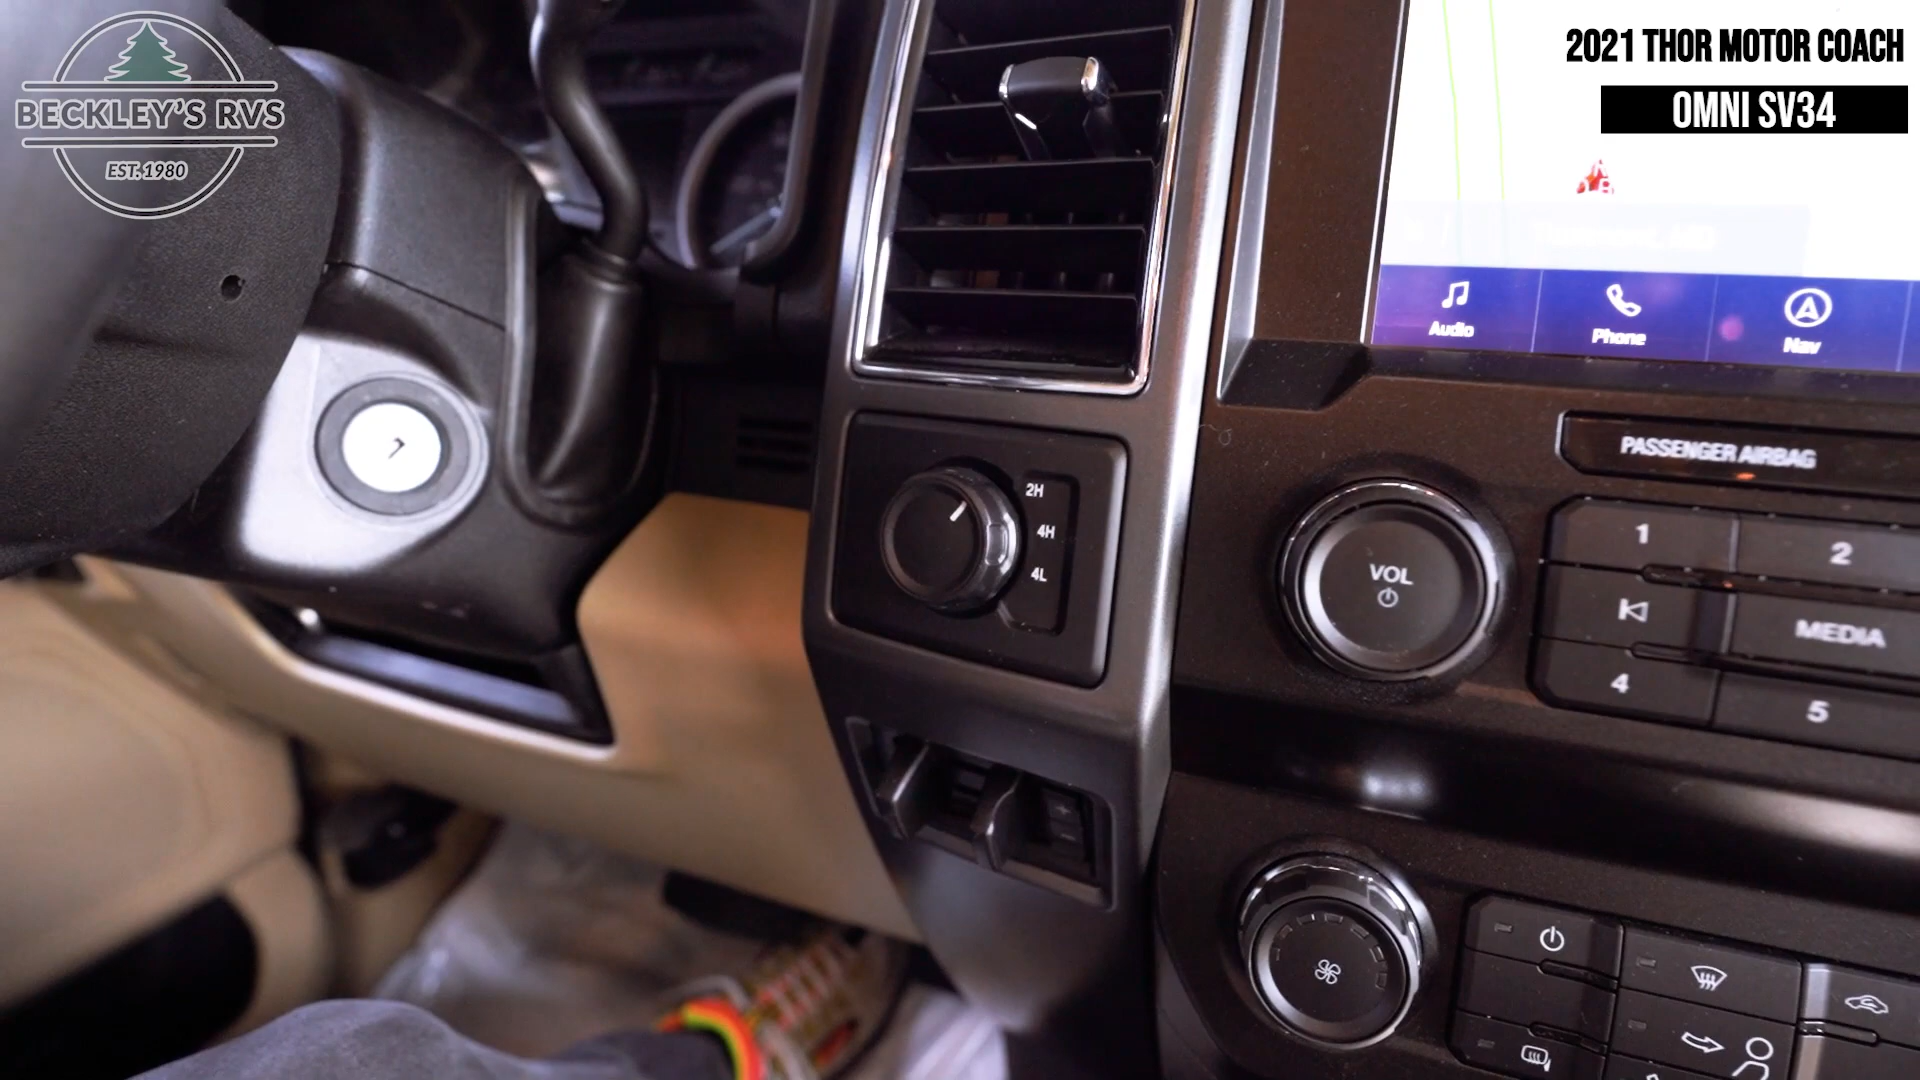 BECKLEY'S RVS
EST. 1980
2021 THOR MOTOR COACH
OMNI SV34
Audio
Phone
Nav
PASSENGER AIRBAG
2H
4H
4L
VOL
1
2
MEDIA
4
5